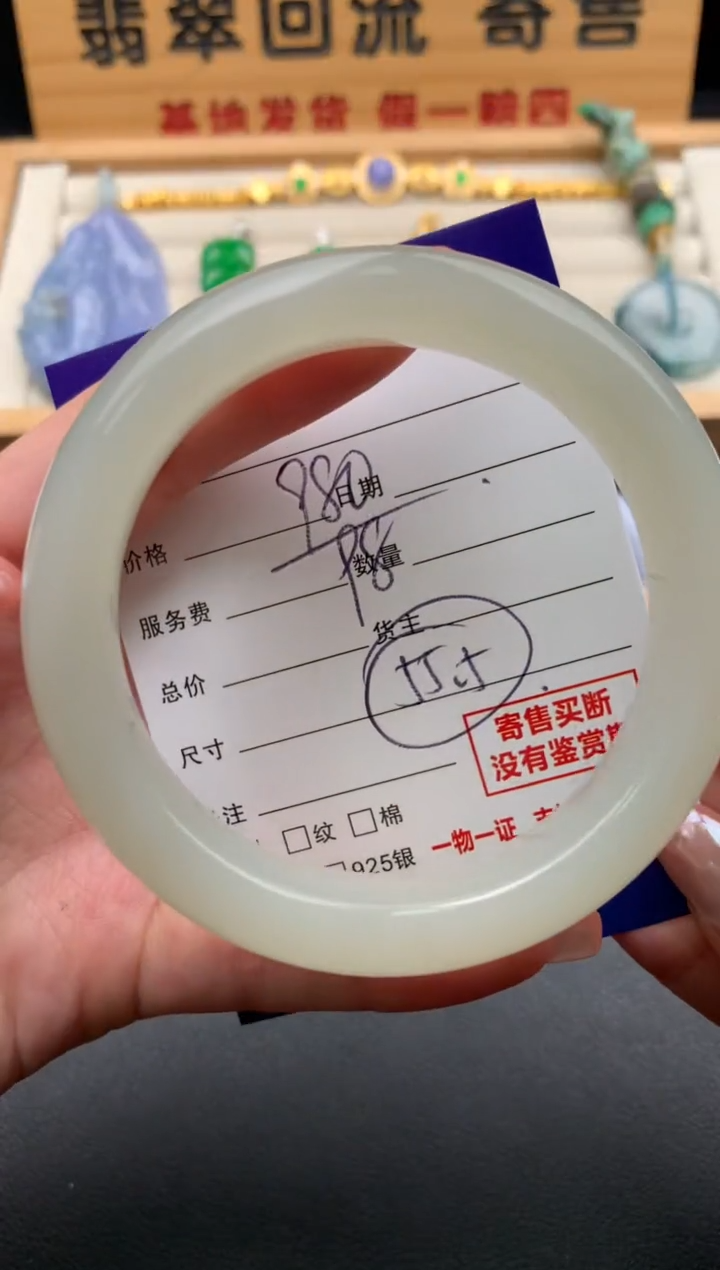 翡翠回流 寄售
基地发货 假一赔四
980
日期
价格
98
数量
服务费
货主
总价
尺寸
寄售买断
没有鉴赏
注
纹 棉
925银
一物一证